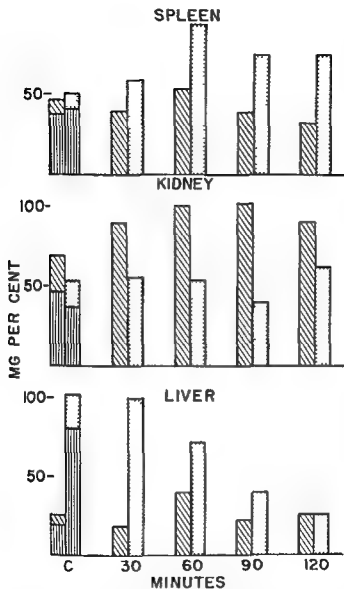 SPLEEN
50-
KIDNEY
100-
50-
MG PER CENT
LIVER
100-
50-
C 30 60 90 120
MINUTES